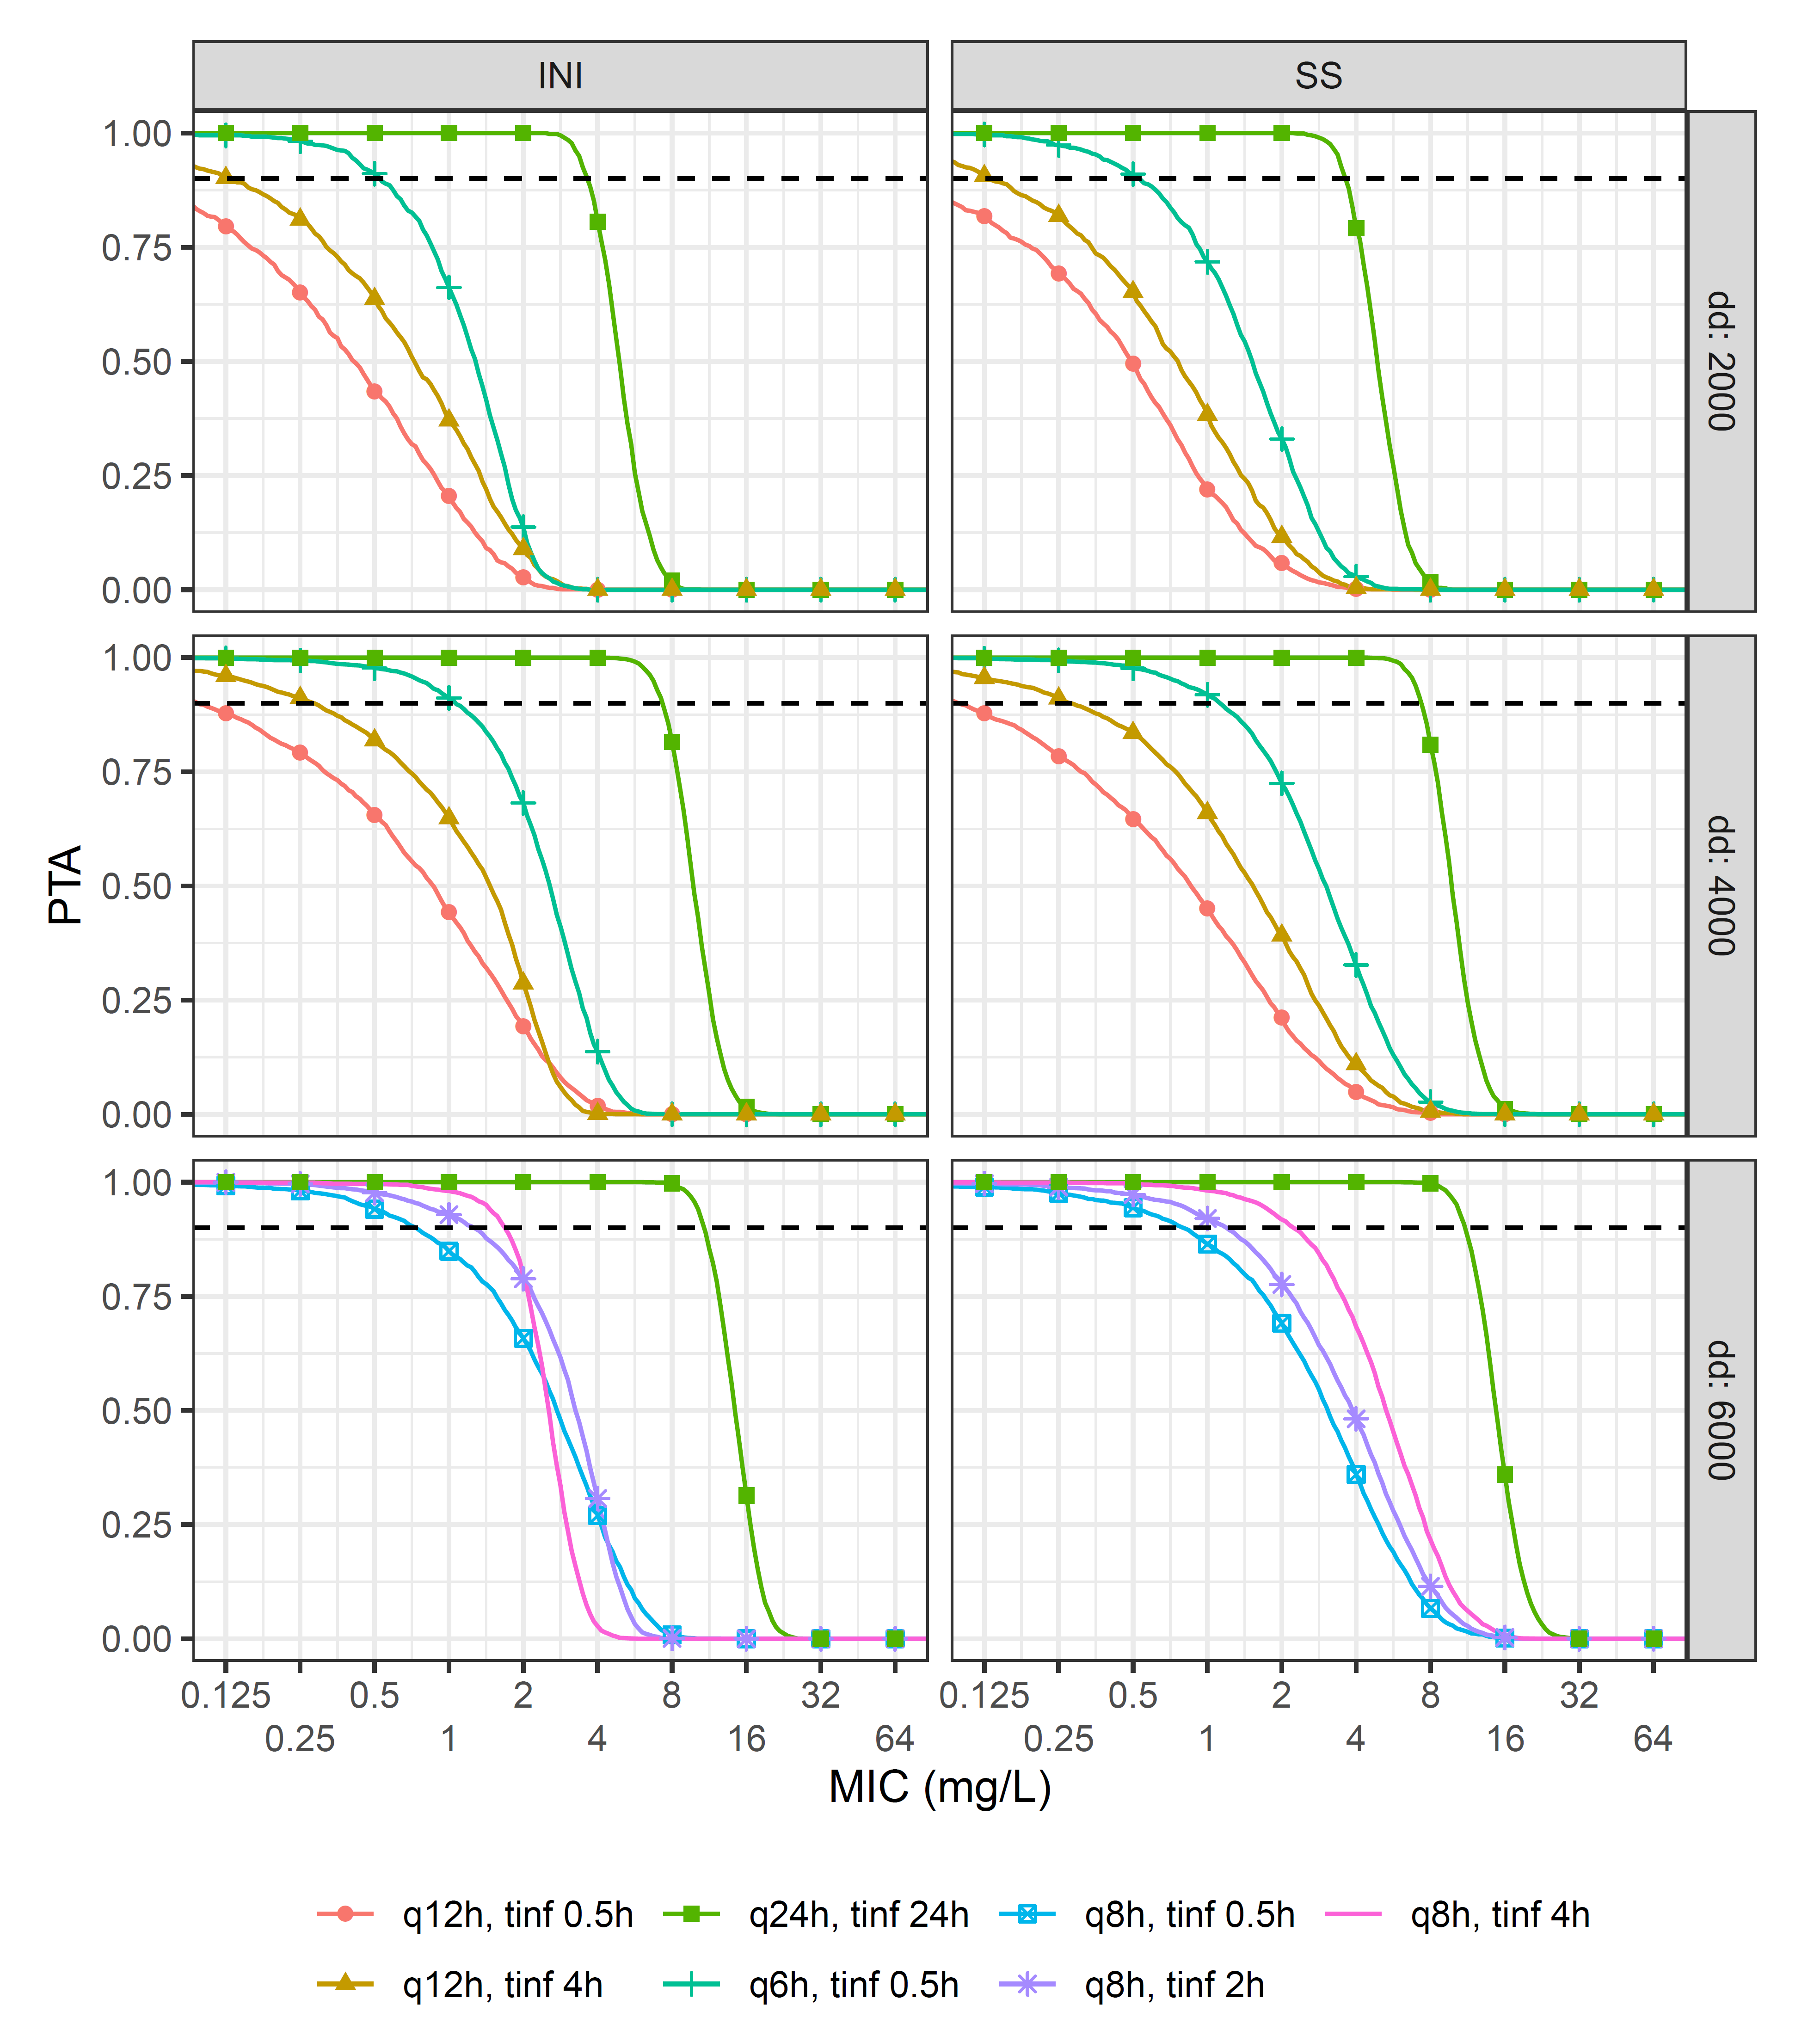 INI SS
1.00
0.75
0.50
0.25
0.00
dd: 2000
1.00
0.75
0.50
0.25
0.00
dd: 4000
1.00
0.75
0.50
0.25
0.00
dd: 6000
PTA
0.125 0.5 2 8 32 0.125 0.5 2 8 32
0.25 1 4 16 64 0.25 1 4 16 64
MIC (mg/L)
q12h, tinf 0.5h q24h, tinf 24h q8h, tinf 0.5h q8h, tinf 4h
q12h, tinf 4h q6h, tinf 0.5h q8h, tinf 2h